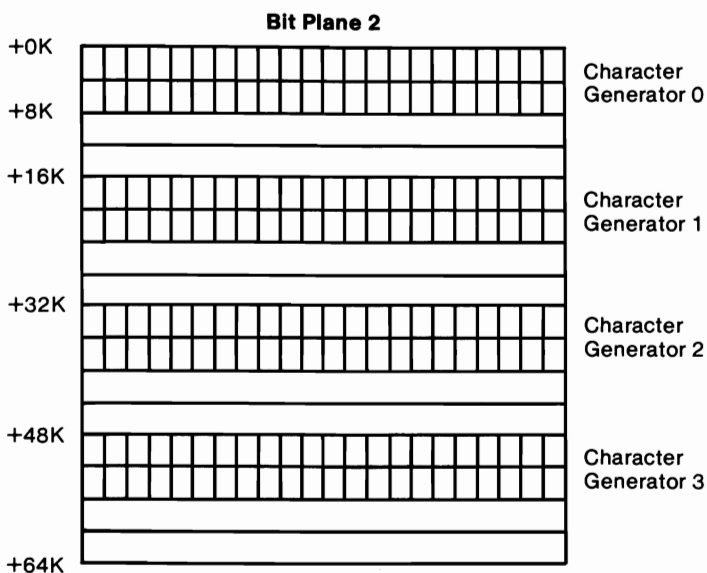 Bit Plane 2
+0K
Character
Generator 0
+8K
+16K
Character
Generator 1
+32K
Character
Generator 2
+48K
Character
Generator 3
+64K